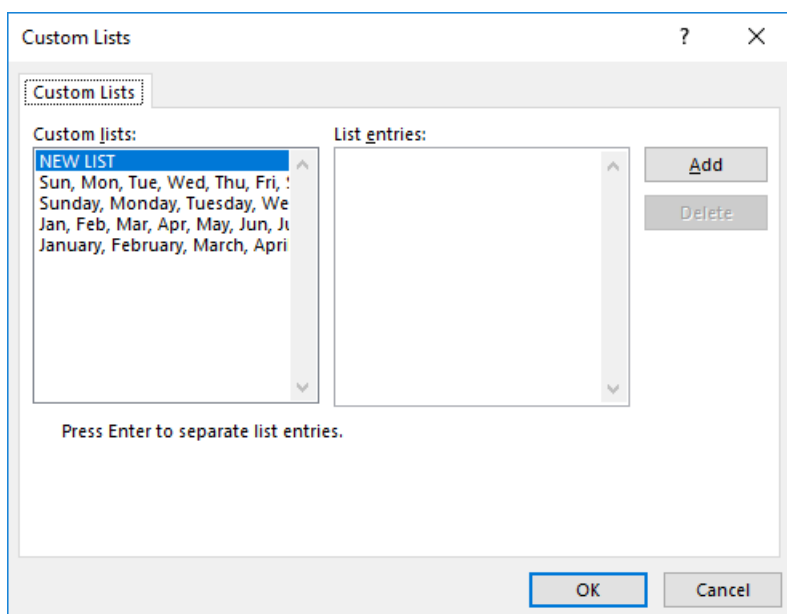 Custom Lists
?
Custom Lists
Custom lists:
NEW LIST
Sun, Mon, Tue, Wed, Thu, Fri,
Sunday, Monday, Tuesday, We
Jan, Feb, Mar, Apr, May, Jun,
January, February, March, Apri
List entries:
Add
Delete
Press Enter to separate list entries.
OK
Cancel